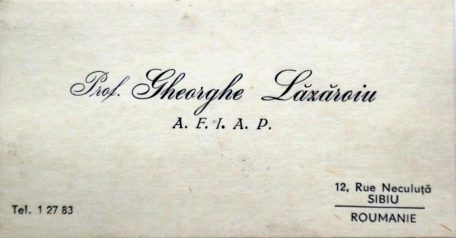 Prof. Gheorghe Lăzăroiu
A. F. I. A. P.
12, Rue Neculuță
SIBIU
Tel. 1 27 83
ROUMANIE